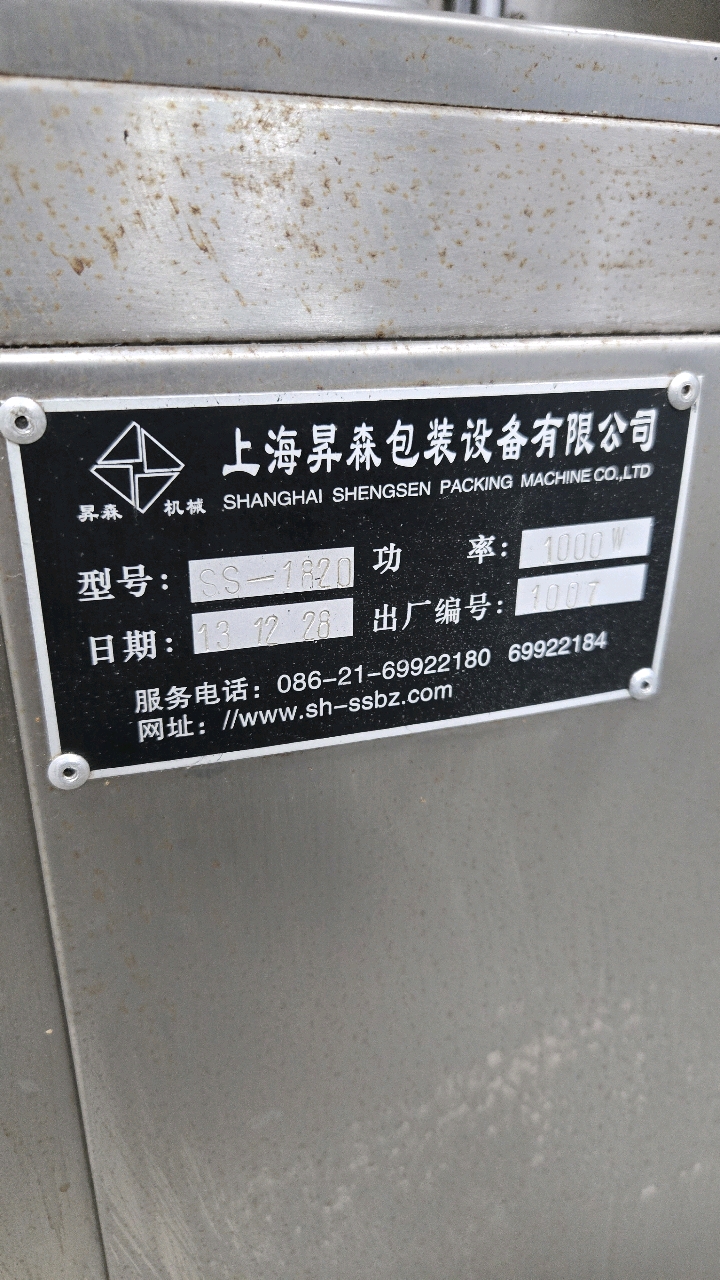 上海昇森包装设备有限公司
SHANGHAI SHENGSEN PACKING MACHINE CO.,LTD
昇森 机械
型号: SS-1820 功 率: 1000W
日期: 13 12 28 出厂编号: 1007
服务电话: 086-21-69922180 69922184
网址: //www.sh-ssbz.com